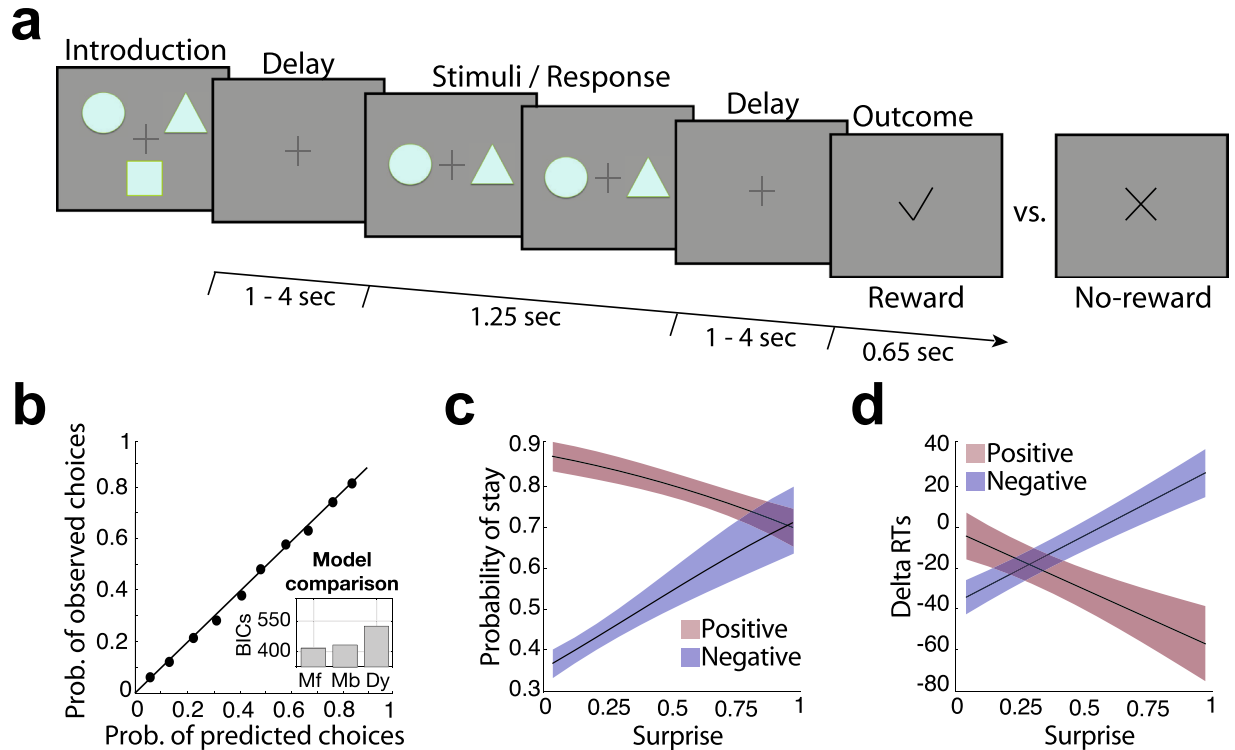 a
Introduction
Delay
Stimuli / Response
Delay
Outcome
vs.
Reward
No-reward
1 - 4 sec
1.25 sec
1 - 4 sec
0.65 sec
b
Prob. of observed choices
1
0.8
0.6
0.4
0.2
0
0 0.2 0.4 0.6 0.8 1
Prob. of predicted choices
Model
comparison
BICs
550
400
Mf Mb Dy
c
Probability of stay
0.9
0.8
0.7
0.6
0.5
0.4
0.3
Positive
Negative
0 0.25 0.5 0.75 1
Surprise
d
Delta RTs
40
20
0
-20
-40
-60
-80
Positive
Negative
0 0.25 0.5 0.75 1
Surprise